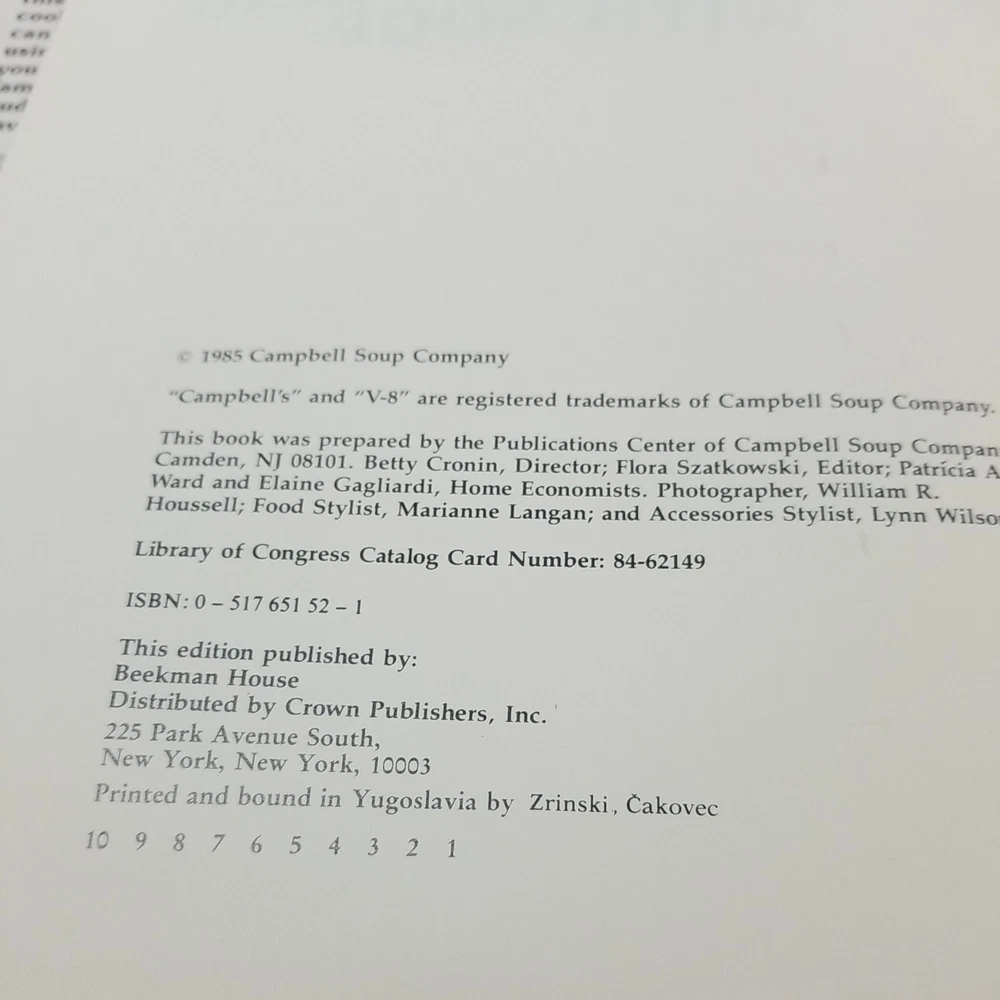 cool
can
usir
you
am
© 1985 Campbell Soup Company
"Campbell's" and "V-8" are registered trademarks of Campbell Soup Company.
This book was prepared by the Publications Center of Campbell Soup Compan
Camden, NJ 08101. Betty Cronin, Director; Flora Szatkowski, Editor; Patricia A
Ward and Elaine Gagliardi, Home Economists. Photographer, William R.
Houssell; Food Stylist, Marianne Langan; and Accessories Stylist, Lynn Wilso
Library of Congress Catalog Card Number: 84-62149
ISBN: 0 – 517 651 52 – 1
This edition published by:
Beekman House
Distributed by Crown Publishers, Inc.
225 Park Avenue South,
New York, New York, 10003
Printed and bound in Yugoslavia by Zrinski, Čakovec
10 9 8 7 6 5 4 3 2 1